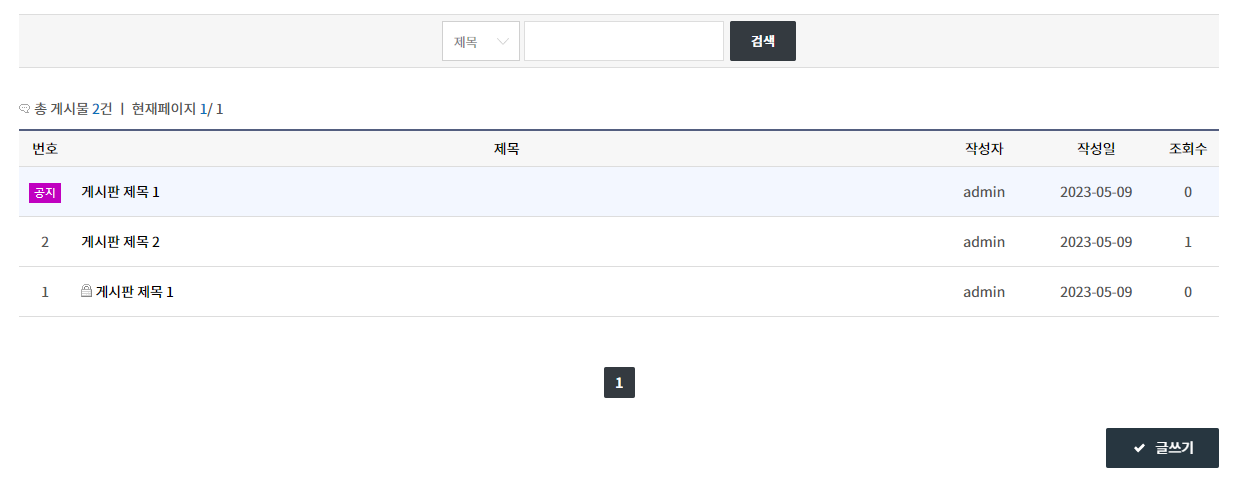 제목 검색
총 게시물 2건 ㅣ 현재페이지 1/ 1
번호 제목 작성자 작성일 조회수
공지 게시판 제목 1 admin 2023-05-09 0
2 게시판 제목 2 admin 2023-05-09 1
1 게시판 제목 1 admin 2023-05-09 0
1
글쓰기